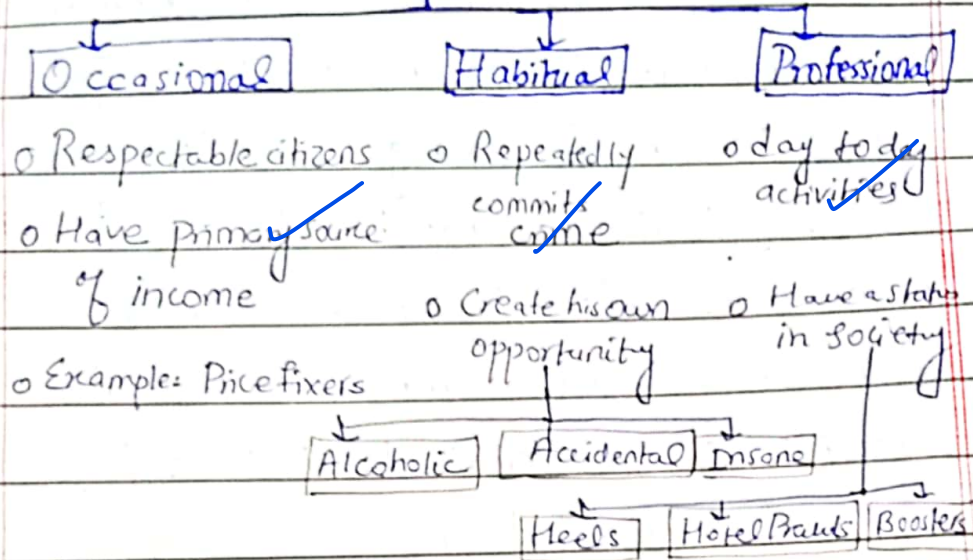 Occasional
Habitual
Professional
o Respectable citizens
o Have primary source
of income
o Example: Price fixers
o Repeatedly
commits
crime
o Create his own
opportunity
o day to day
activities
o Have a status
in society
Alcoholic
Accidental
Insane
Heels
Hotel
Boosters